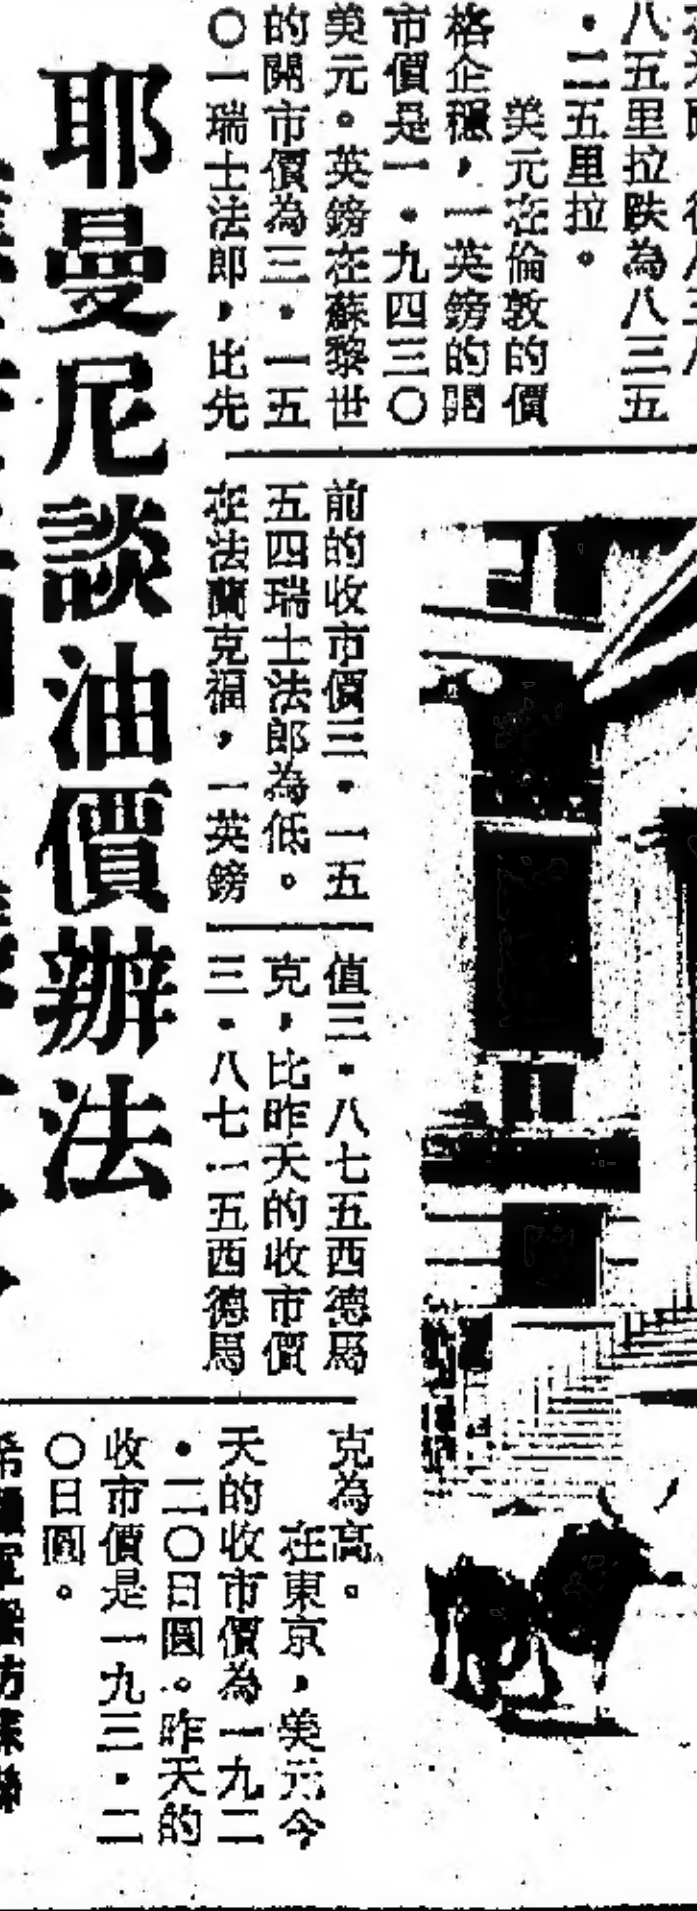 八五里拉跌為八三五
・二五里拉。
美元在倫敦的價
格企穩，一英鎊的開
市價是一・九四三〇
美元。英鎊在蘇黎世
的開市價為三・一五
〇一瑞士法郎，比先
前的收市價三・一五
五四瑞士法郎為低。
在法蘭克福，一英鎊
值三・八七五西德馬
克，比昨天的收市價
三・八七一五西德馬
克為高。
在東京，美元今
天的收市價為一九二
・二〇日圓。昨天的
收市價是一九三・二
〇日圓。
耶曼尼談油價辦法